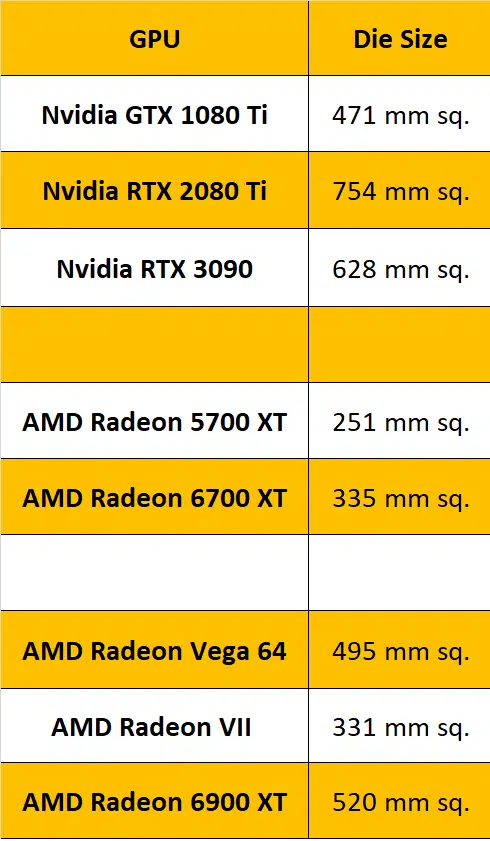 GPU Die Size
Nvidia GTX 1080 Ti 471 mm sq.
Nvidia RTX 2080 Ti 754 mm sq.
Nvidia RTX 3090 628 mm sq.
AMD Radeon 5700 XT 251 mm sq.
AMD Radeon 6700 XT 335 mm sq.
AMD Radeon Vega 64 495 mm sq.
AMD Radeon VII 331 mm sq.
AMD Radeon 6900 XT 520 mm sq.